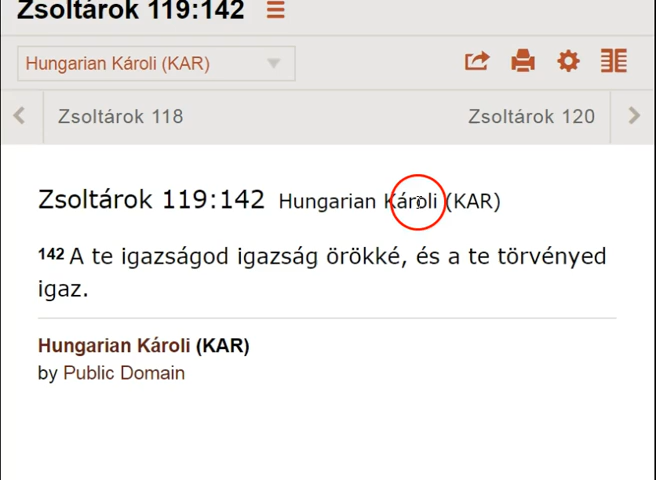 Zsoltárok 119:142
Hungarian Károli (KAR)
Zsoltárok 118 Zsoltárok 120
Zsoltárok 119:142 Hungarian Károli (KAR)
142 A te igazságod igazság örökké, és a te törvényed
igaz.
Hungarian Károli (KAR)
by Public Domain